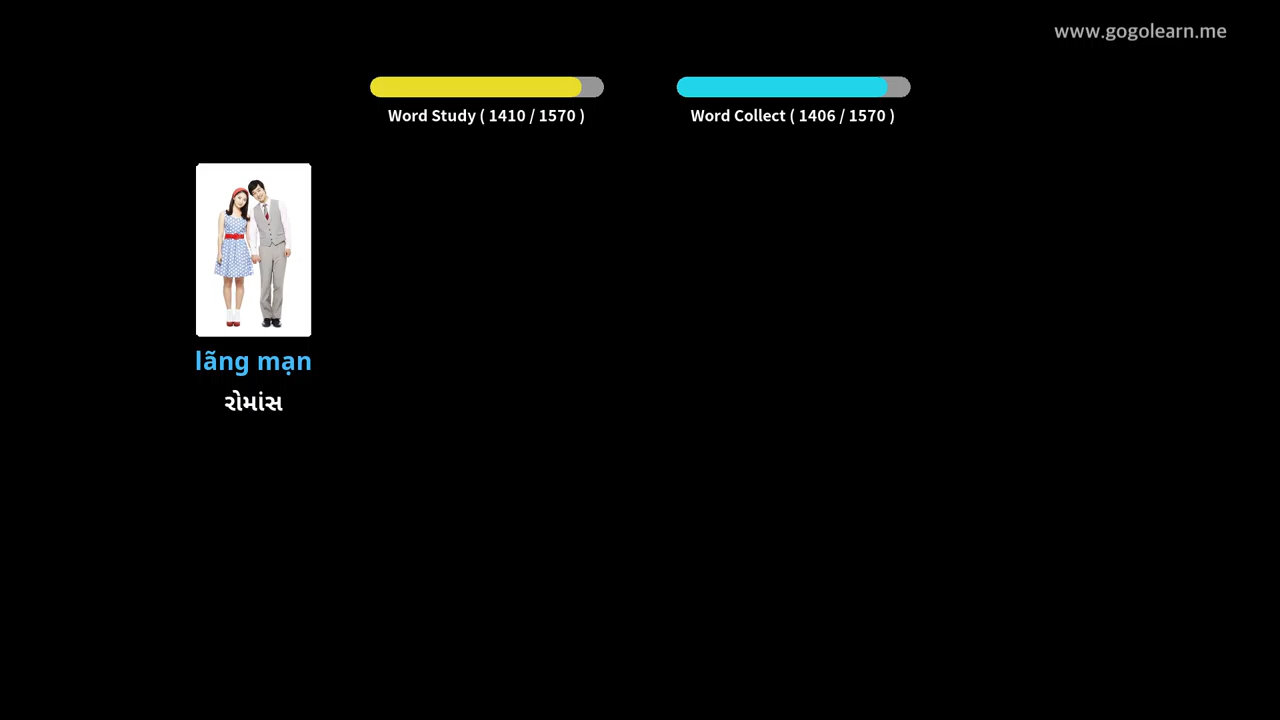 www.gogolearn.me
Word Study ( 1410 / 1570 )
Word Collect ( 1406 / 1570 )
lãng mạn
રોમાંસ